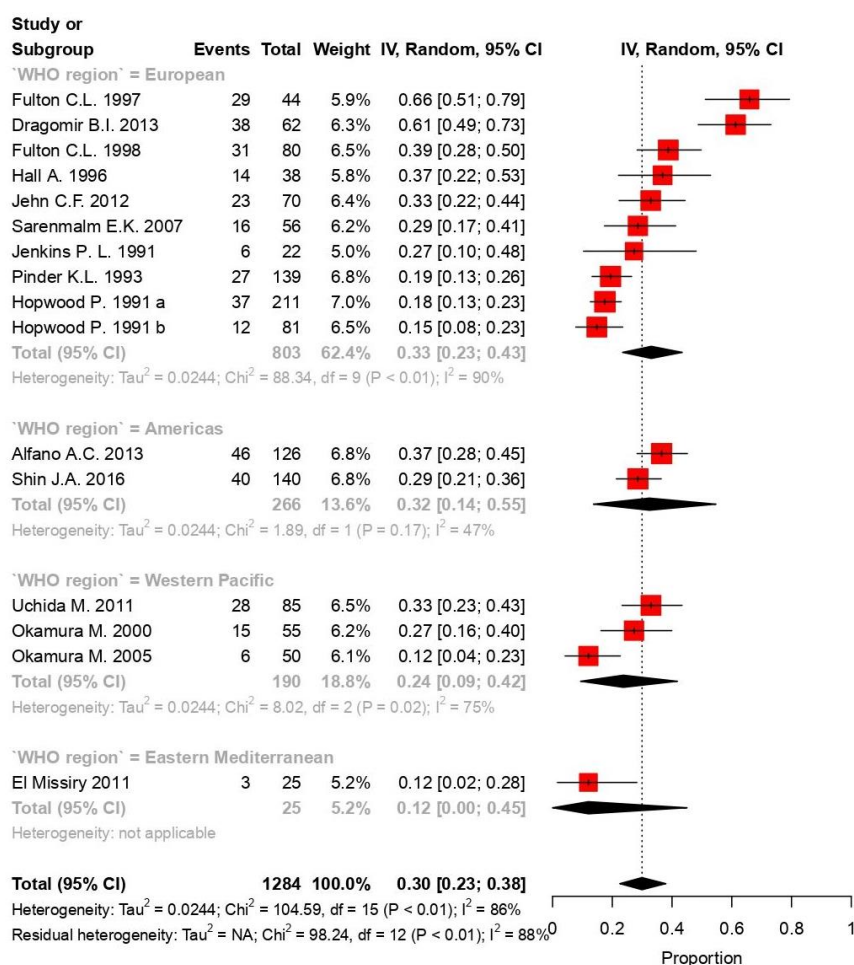 Study or
Subgroup Events Total Weight IV, Random, 95% CI IV, Random, 95% CI
`WHO region` = European
Fulton C.L. 1997 29 44 5.9% 0.66 [0.51; 0.79]
Dragomir B.I. 2013 38 62 6.3% 0.61 [0.49; 0.73]
Fulton C.L. 1998 31 80 6.5% 0.39 [0.28; 0.50]
Hall A. 1996 14 38 5.7% 0.37 [0.22; 0.53]
Jehn C.F. 2012 23 70 6.4% 0.33 [0.22; 0.44]
Sarenmalm E.K. 2007 16 56 6.2% 0.29 [0.17; 0.41]
Jenkins P. L. 1991 6 22 5.0% 0.27 [0.10; 0.48]
Pinder K.L. 1993 27 139 6.8% 0.19 [0.13; 0.26]
Hopwood P. 1991 a 37 211 7.0% 0.18 [0.13; 0.23]
Hopwood P. 1991 b 12 81 6.5% 0.15 [0.08; 0.23]
Total (95% CI) 803 62.4% 0.33 [0.23; 0.43]
Heterogeneity: Tau² = 0.0244; Chi² = 88.34, df = 9 (P < 0.01); I² = 90%
`WHO region` = Americas
Alfano A.C. 2013 46 126 6.8% 0.37 [0.28; 0.45]
Shin J.A. 2016 40 140 6.8% 0.29 [0.21; 0.36]
Total (95% CI) 266 13.6% 0.32 [0.14; 0.55]
Heterogeneity: Tau² = 0.0244; Chi² = 1.89, df = 1 (P = 0.17); I² = 47%
`WHO region` = Western Pacific
Uchida M. 2011 28 85 6.5% 0.33 [0.23; 0.43]
Okamura M. 2000 15 55 6.2% 0.27 [0.16; 0.40]
Okamura M. 2005 6 50 6.1% 0.12 [0.04; 0.23]
Total (95% CI) 190 18.8% 0.24 [0.09; 0.42]
Heterogeneity: Tau² = 0.0244; Chi² = 8.02, df = 2 (P = 0.02); I² = 75%
`WHO region` = Eastern Mediterranean
El Missiry 2011 3 25 5.2% 0.12 [0.02; 0.28]
Total (95% CI) 25 5.2% 0.12 [0.00; 0.45]
Heterogeneity: not applicable
Total (95% CI) 1284 100.0% 0.30 [0.23; 0.38]
Heterogeneity: Tau² = 0.0244; Chi² = 104.59, df = 15 (P < 0.01); I² = 86%
Residual heterogeneity: Tau² = NA; Chi² = 98.24, df = 12 (P < 0.01); I² = 88%
0 0.2 0.4 0.6 0.8 1
Proportion